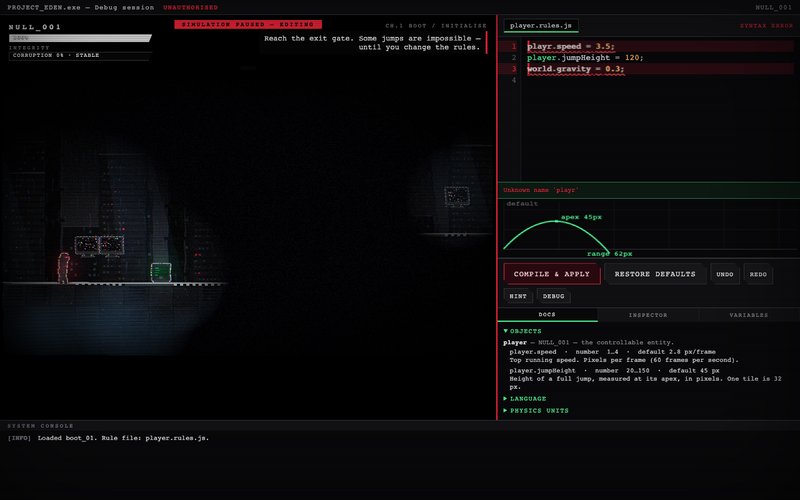 PROJECT_EDEN.exe — Debug session UNAUTHORISED NULL_001
NULL_001
SIMULATION PAUSED — EDITING
CH.1 BOOT / INITIALISE
INTEGRITY
CORRUPTION 0% · STABLE
Reach the exit gate. Some jumps are impossible —
until you change the rules.
player.rules.js SYNTAX ERROR
1 playr.speed = 3.5;
2 player.jumpHeight = 120;
3 world.gravity = 0.3;
4
Unknown name 'playr'
default
apex 45px
range 62px
COMPILE & APPLY RESTORE DEFAULTS UNDO REDO
HINT DEBUG
DOCS INSPECTOR VARIABLES
▼ OBJECTS
player — NULL_001 — the controllable entity.
player.speed · number 1…4 · default 2.8 px/frame
Top running speed. Pixels per frame (60 frames per second).
player.jumpHeight · number 20…150 · default 45 px
Height of a full jump, measured at its apex, in pixels. One tile is 32
px.
▶ LANGUAGE
▶ PHYSICS UNITS
SYSTEM CONSOLE
[INFO] Loaded boot_01. Rule file: player.rules.js.